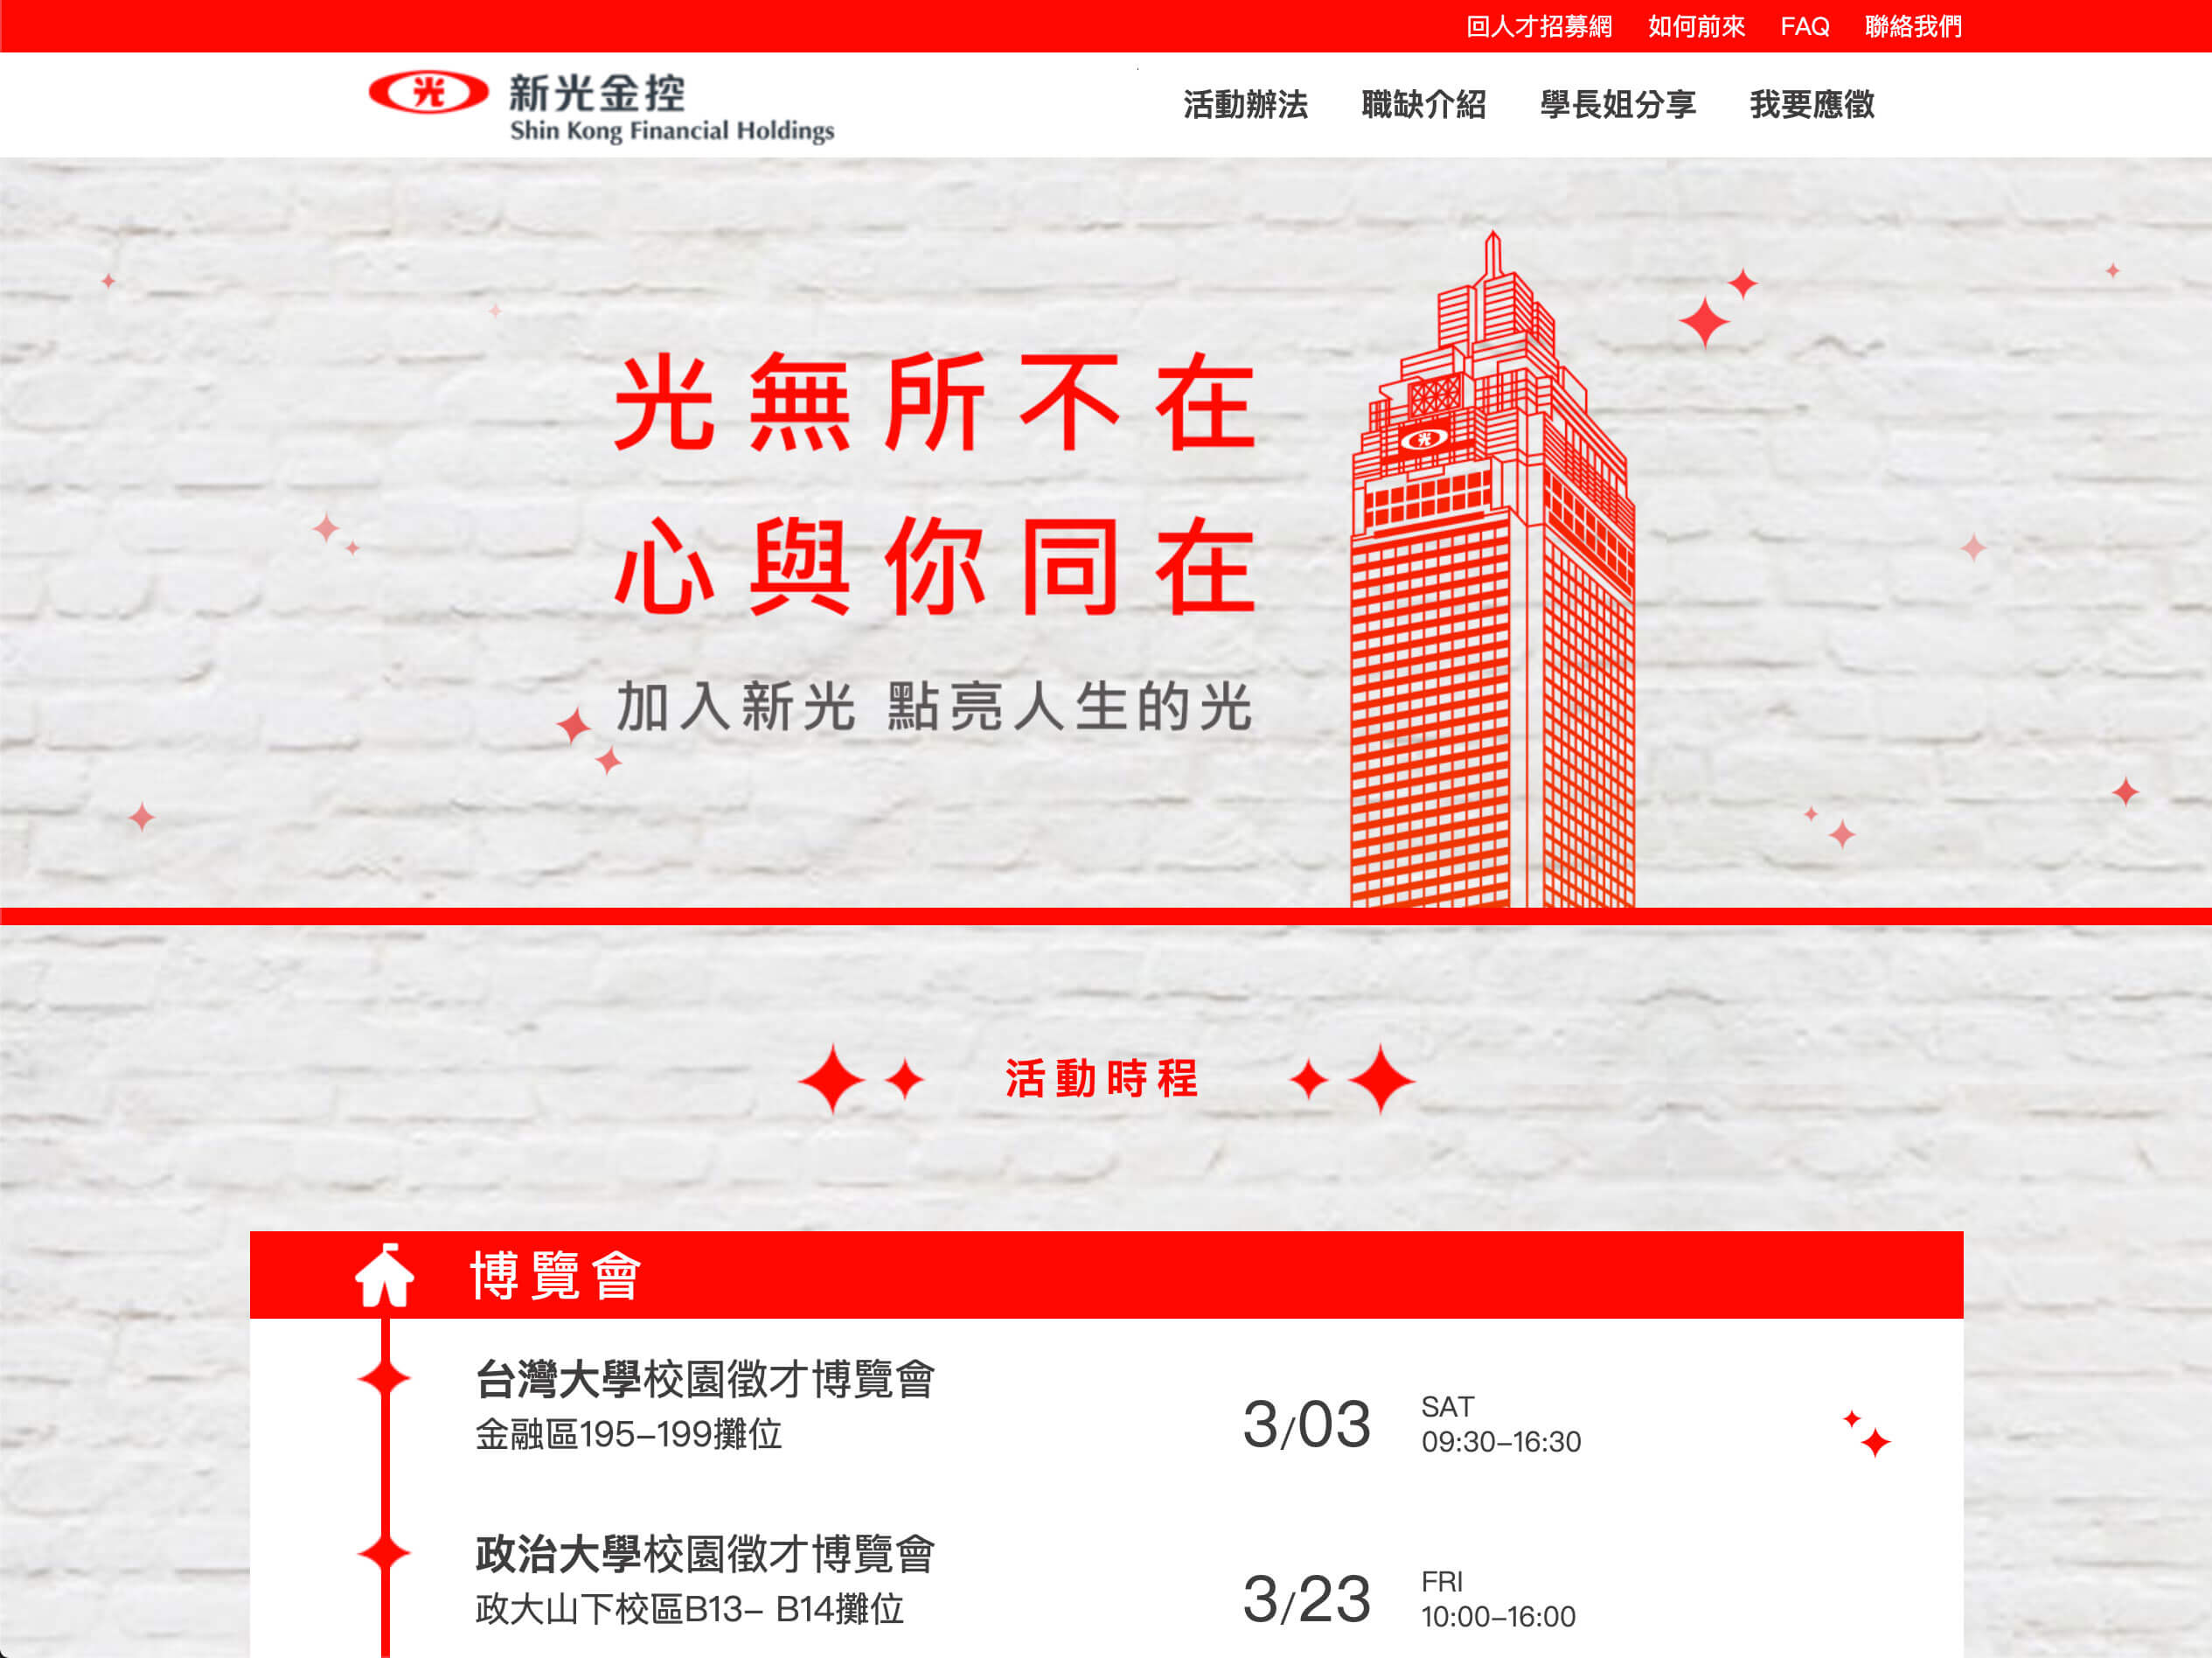 回人才招募網 如何前來 FAQ 聯絡我們
光 新光金控
Shin Kong Financial Holdings
活動辦法 職缺介紹 學長姐分享 我要應徵
光無所不在
光
心與你同在
加入新光 點亮人生的光
活動時程
博覽會
台灣大學校園徵才博覽會
金融區195-199攤位
3/03
SAT
09:30-16:30
政治大學校園徵才博覽會
政大山下校區B13- B14攤位
3/23
FRI
10:00-16:00